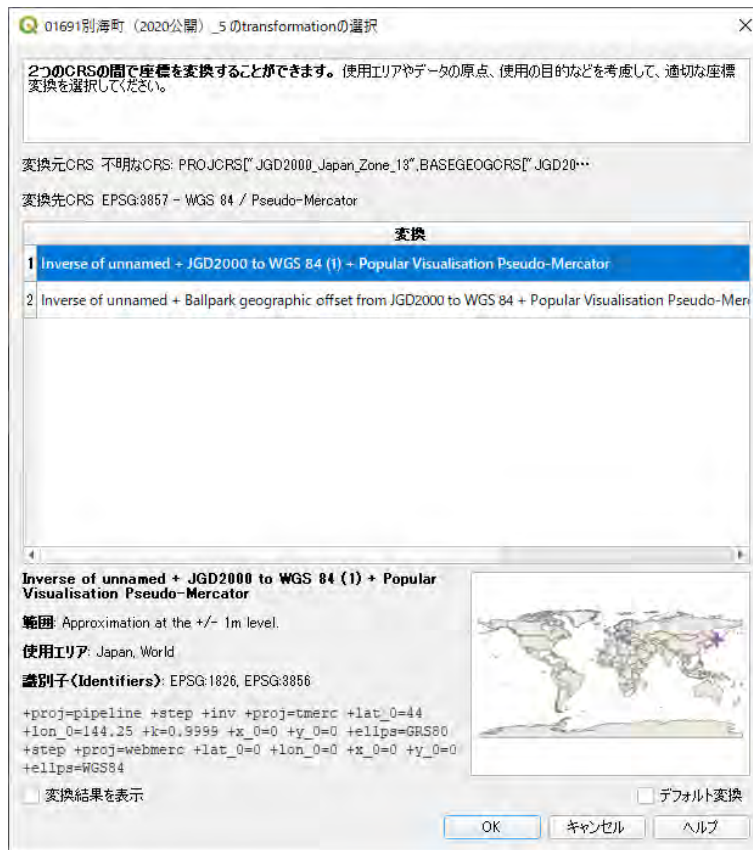 01691別海町（2020公開）_5 のtransformationの選択
2つのCRSの間で座標を変換することができます。使用エリアやデータの原点、使用の目的などを考慮して、適切な座標
変換を選択してください。
変換元CRS 不明なCRS: PROJCRS["JGD2000_Japan_Zone_13",BASEGEOGCRS["JGD20…
変換先CRS EPSG:3857 - WGS 84 / Pseudo-Mercator
変換
1 Inverse of unnamed + JGD2000 to WGS 84 (1) + Popular Visualisation Pseudo-Mercator
2 Inverse of unnamed + Ballpark geographic offset from JGD2000 to WGS 84 + Popular Visualisation Pseudo-Mer
Inverse of unnamed + JGD2000 to WGS 84 (1) + Popular
Visualisation Pseudo-Mercator
範囲: Approximation at the +/- 1m level.
使用エリア: Japan, World
識別子(Identifiers): EPSG:1826, EPSG:3856
+proj=pipeline +step +inv +proj=tmerc +lat_0=44
+lon_0=144.25 +k=0.9999 +x_0=0 +y_0=0 +ellps=GRS80
+step +proj=webmerc +lat_0=0 +lon_0=0 +x_0=0 +y_0=0
+ellps=WGS84
変換結果を表示
デフォルト変換
OK
キャンセル
ヘルプ